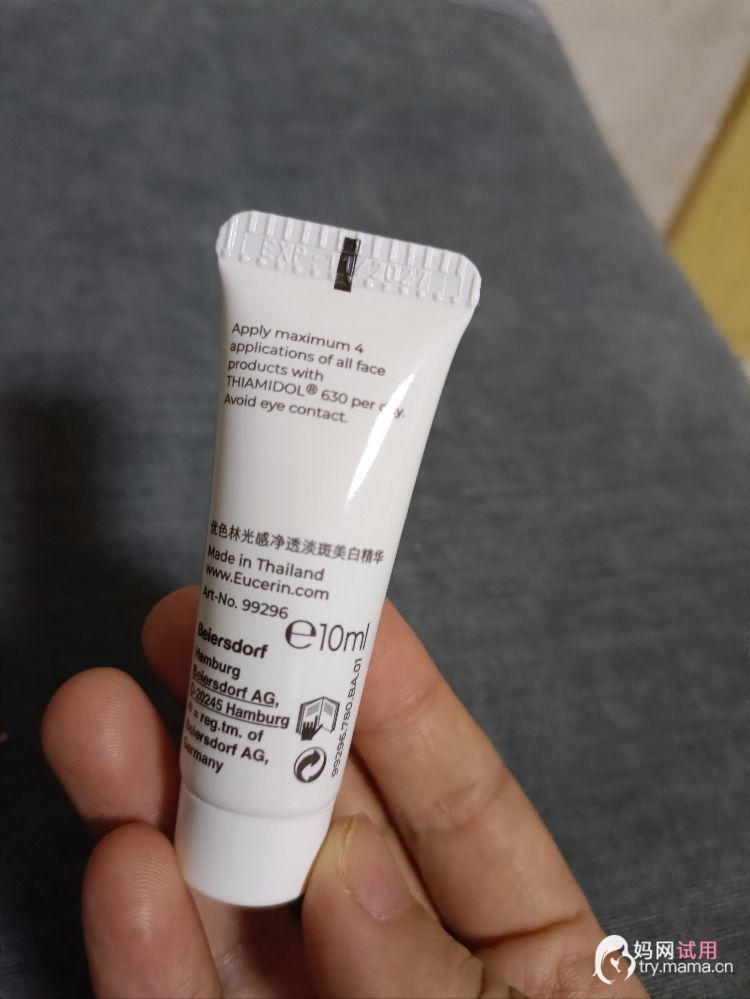 EXP: 11/2027
Apply maximum 4
applications of all face
products with
THIAMIDOL® 630 per day.
Avoid eye contact.
优色林光感净透淡斑美白精华
Made in Thailand
www.Eucerin.com
Art-No. 99296
e10ml
Beiersdorf
Hamburg
Beiersdorf AG,
D-20245 Hamburg
® = reg.tm. of
Beiersdorf AG,
Germany
99296.780.BA.01
妈网试用
try.mama.cn